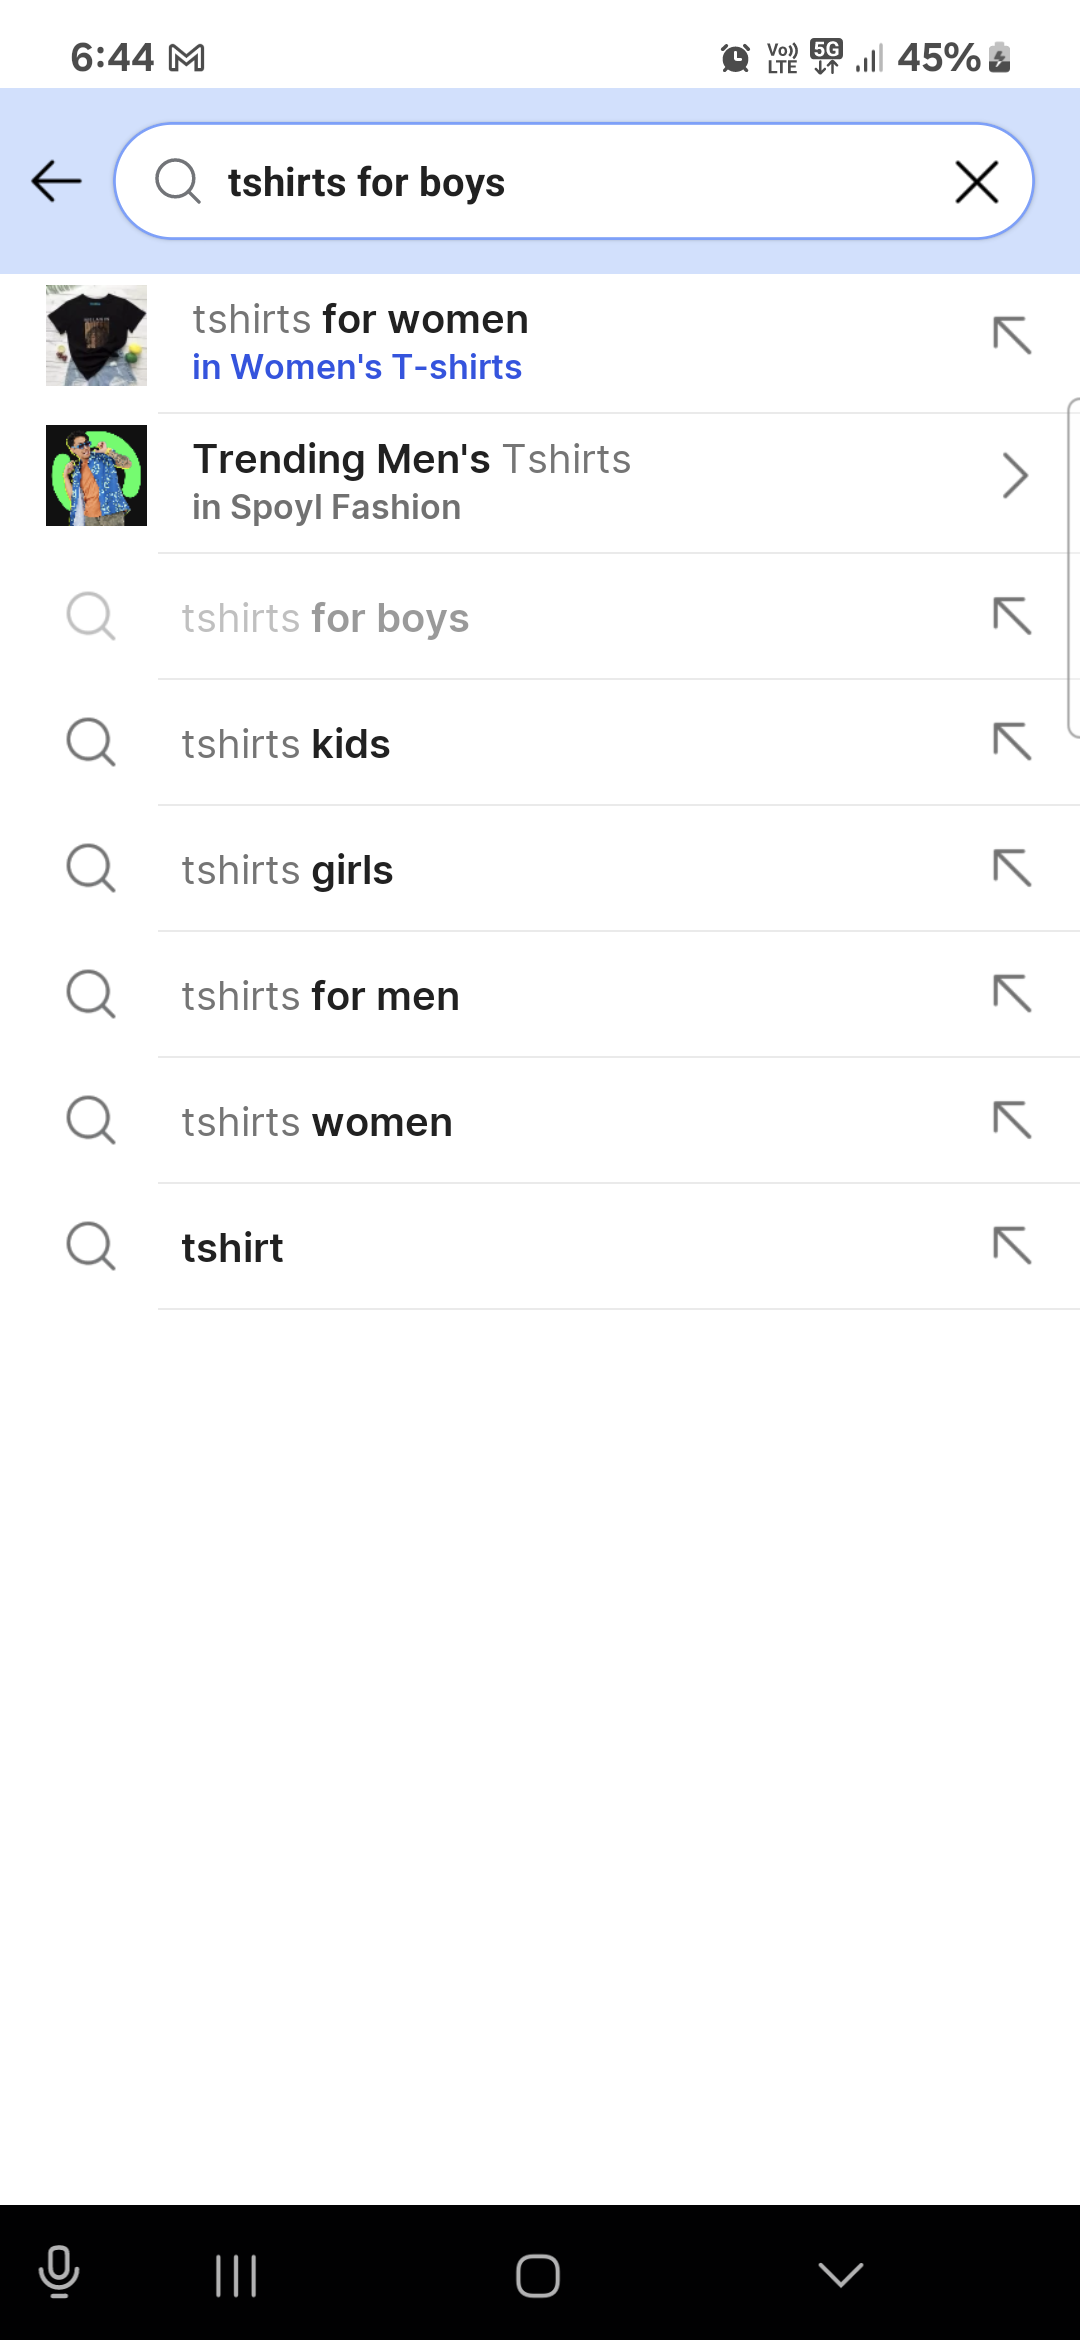 6:44
Vo)) LTE 5G 45%
tshirts for boys
tshirts for women
in Women's T-shirts
Trending Men's Tshirts
in Spoyl Fashion
tshirts for boys
tshirts kids
tshirts girls
tshirts for men
tshirts women
tshirt